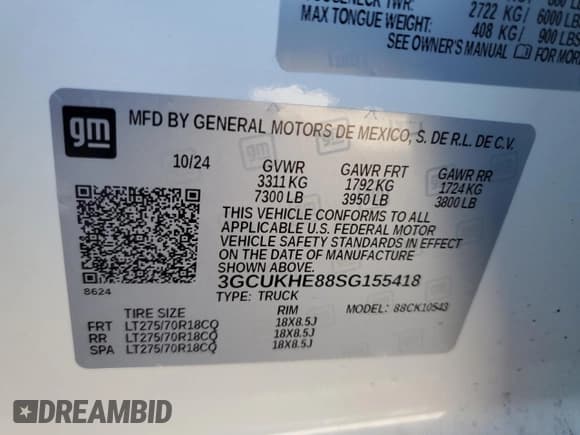 2722 KG/ 6000 LB
MAX TONGUE WEIGHT: 408 KG/ 900 LBS
SEE OWNER'S MANUAL FOR MOR
gm
MFD BY GENERAL MOTORS DE MEXICO, S. DE R.L. DE C.V.
10/24 GVWR GAWR FRT GAWR RR
3311 KG 1792 KG 1724 KG
7300 LB 3950 LB 3800 LB
THIS VEHICLE CONFORMS TO ALL
APPLICABLE U.S. FEDERAL MOTOR
VEHICLE SAFETY STANDARDS IN EFFECT
ON THE DATE OF MANUFACTURE
SHOWN ABOVE.
8624 3GCUKHE88SG155418
TYPE: TRUCK MODEL: 88CK10543
TIRE SIZE RIM
FRT LT275/70R18CQ 18X8.5J
RR LT275/70R18CQ 18X8.5J
SPA LT275/70R18CQ 18X8.5J
DREAMBID